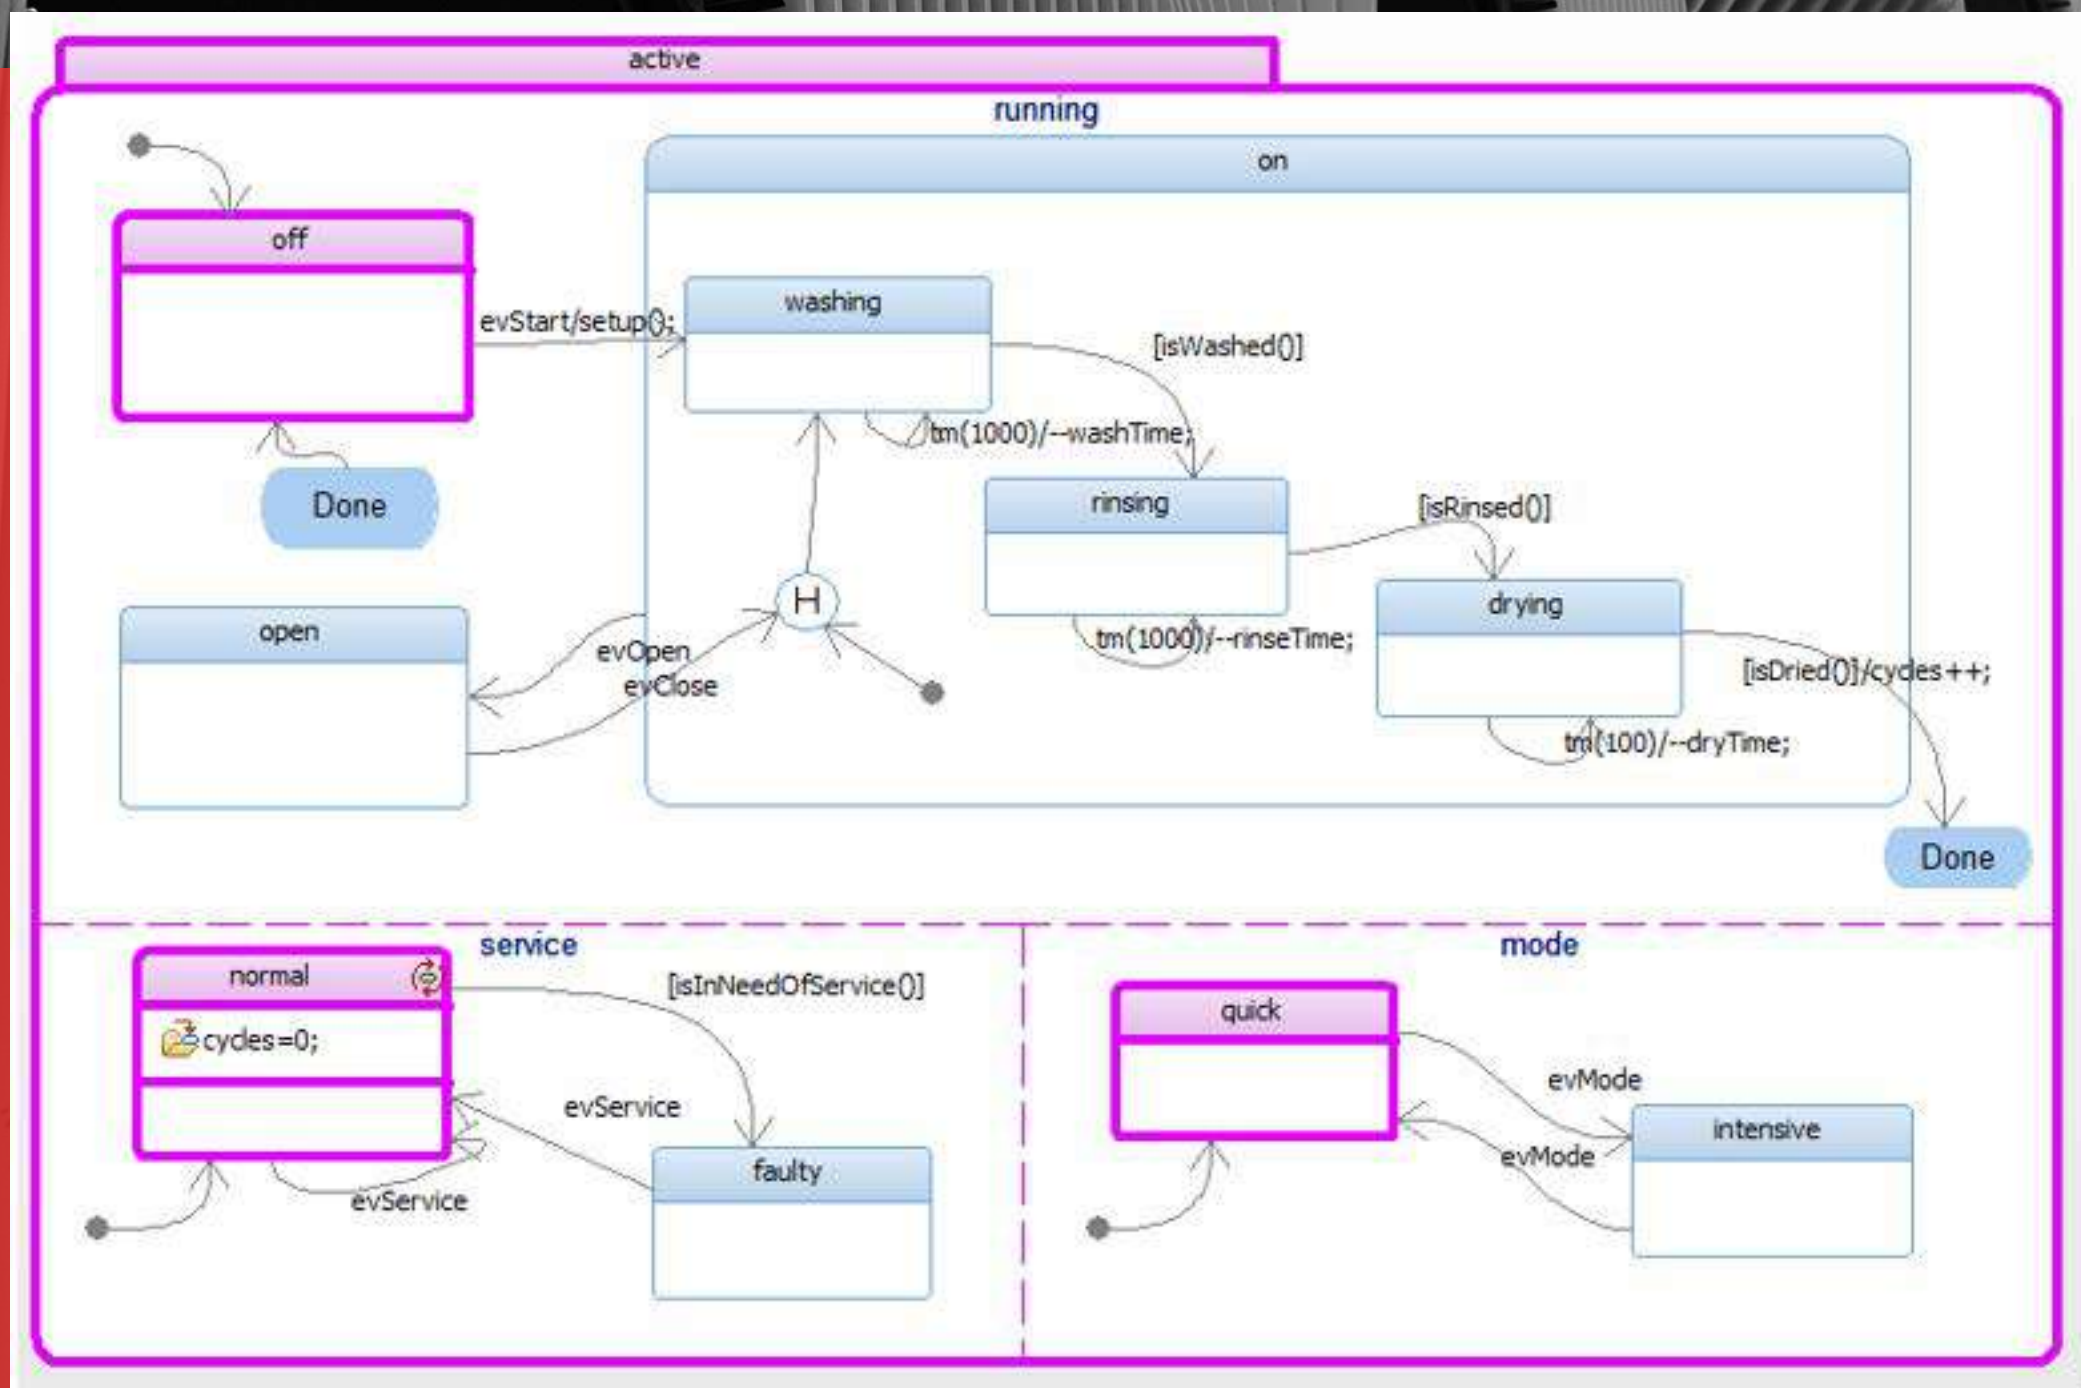 active
running
on
off
washing
evStart/setup();
[isWashed()]
tm(1000)/--washTime;
Done
rinsing
[isRinsed()]
H
drying
open
evOpen
tm(1000)/--rinseTime;
evClose
[isDried()]/cycles++;
tm(100)/--dryTime;
Done
service
mode
normal
[isInNeedOfService()]
quick
cycles=0;
evMode
evService
intensive
evMode
faulty
evService